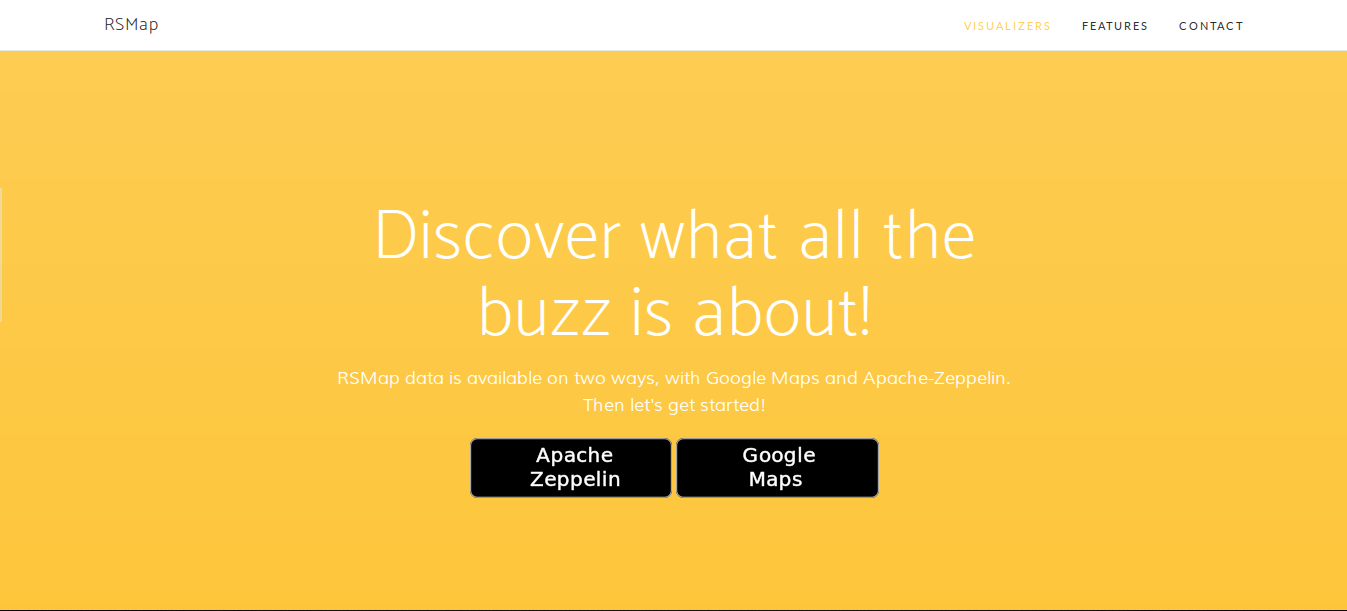 RSMap
VISUALIZERS FEATURES CONTACT
Discover what all the
buzz is about!
RSMap data is available on two ways, with Google Maps and Apache-Zeppelin.
Then let's get started!
Apache
Zeppelin
Google
Maps